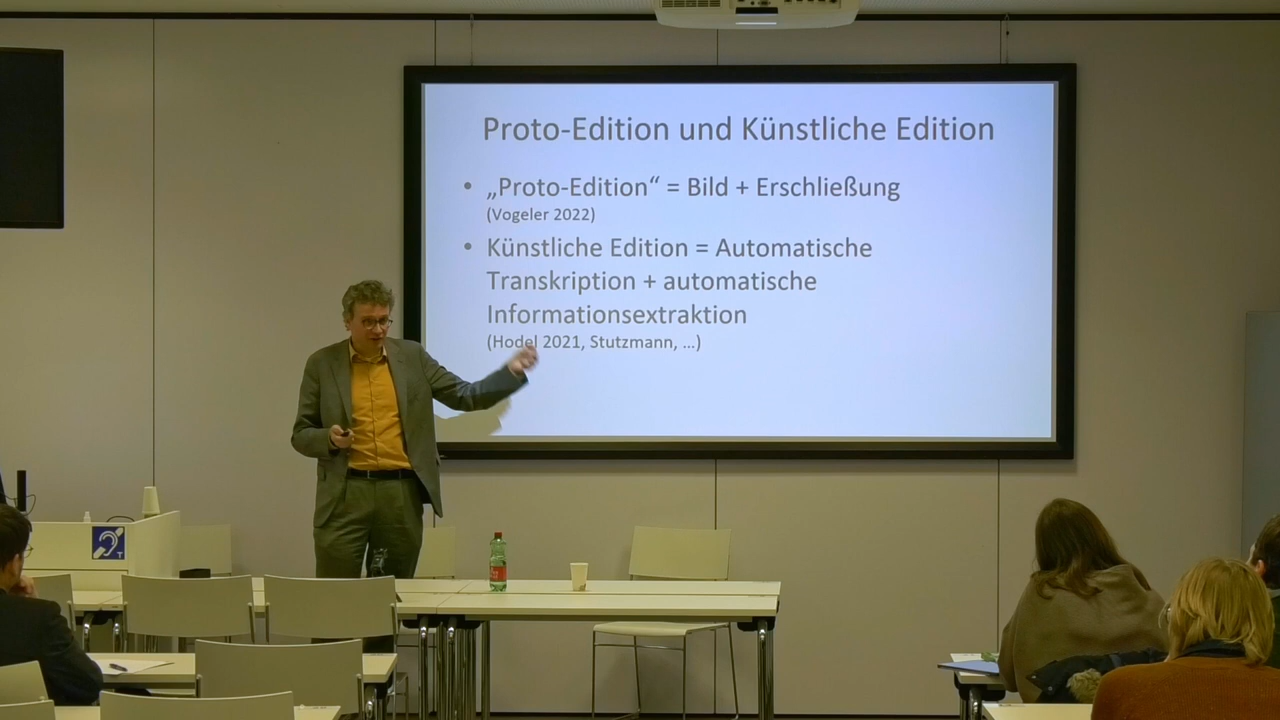 Proto-Edition und Künstliche Edition
• „Proto-Edition“ = Bild + Erschließung
(Vogeler 2022)
• Künstliche Edition = Automatische
Transkription + automatische
Informationsextraktion
(Hodel 2021, Stutzmann, ...)
T